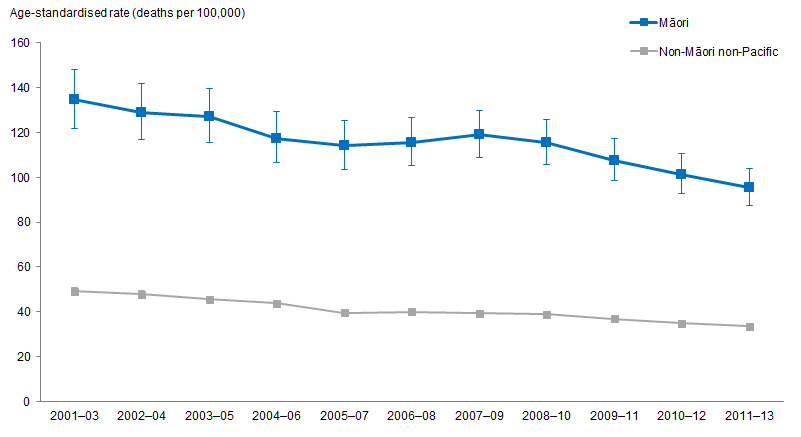 Age-standardised rate (deaths per 100,000)
Māori
Non-Māori non-Pacific
160
140
120
100
80
60
40
20
0
2001–03 2002–04 2003–05 2004–06 2005–07 2006–08 2007–09 2008–10 2009–11 2010–12 2011–13